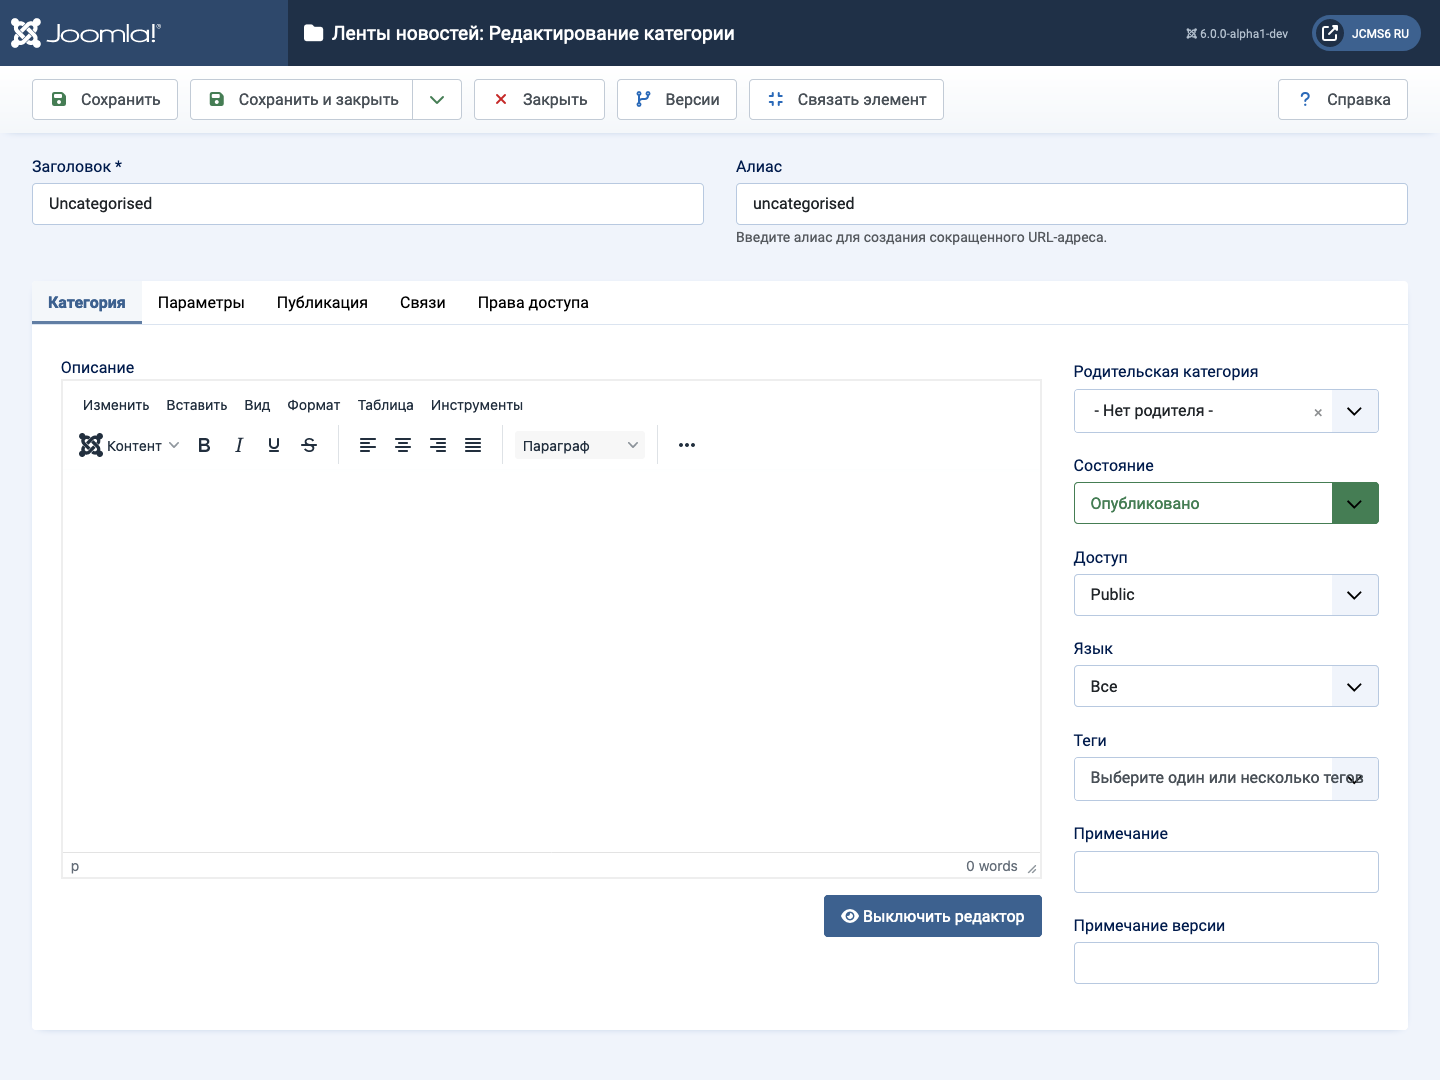 Joomla!®
Ленты новостей: Редактирование категории
6.0.0-alpha1-dev
JCMS6 RU
Сохранить
Сохранить и закрыть
Закрыть
Версии
Связать элемент
? Справка
Заголовок *
Uncategorised
Алиас
uncategorised
Введите алиас для создания сокращенного URL-адреса.
Категория Параметры Публикация Связи Права доступа
Описание
Изменить Вставить Вид Формат Таблица Инструменты
Контент B I U S Параграф
p
0 words
Выключить редактор
Родительская категория
- Нет родителя -
Состояние
Опубликовано
Доступ
Public
Язык
Все
Теги
Выберите один или несколько тегов
Примечание
Примечание версии